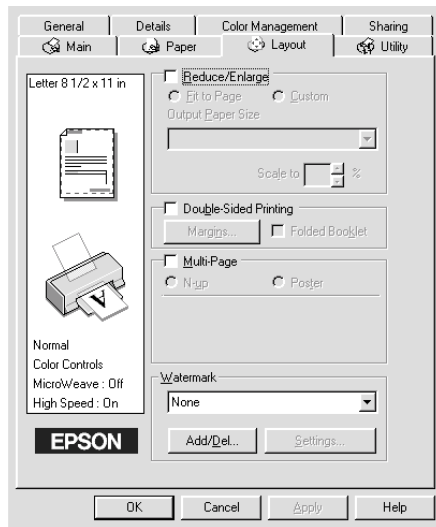 General Details Color Management Sharing
Main Paper Layout Utility
Letter 8 1/2 x 11 in
Reduce/Enlarge
Fit to Page Custom
Output Paper Size
Scale to %
Double-Sided Printing
Margins... Folded Booklet
Multi-Page
N-up Poster
A
Normal
Color Controls
MicroWeave : Off
High Speed : On
EPSON
Watermark
None
Add/Del... Settings...
OK Cancel Apply Help